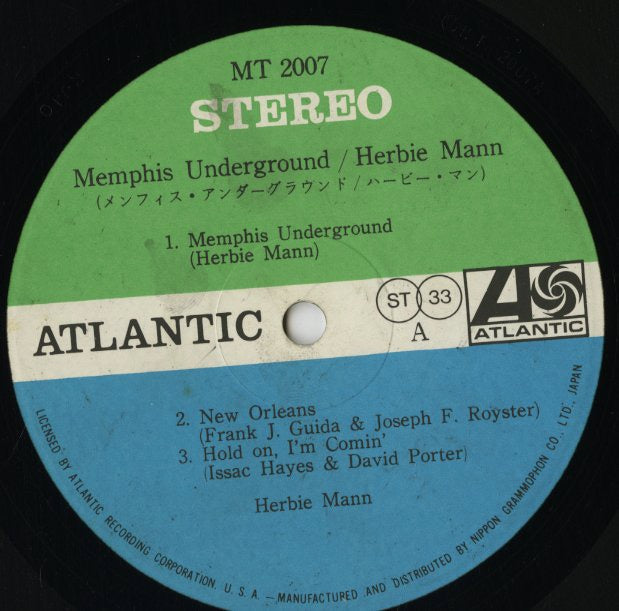 MT 2007
STEREO
Memphis Underground / Herbie Mann
(メンフィス・アンダーグラウンド / ハービー・マン)
1. Memphis Underground
(Herbie Mann)
ATLANTIC
ST 33
A
ATLANTIC
2. New Orleans
(Frank J. Guida & Joseph F. Royster)
3. Hold on, I'm Comin'
(Issac Hayes & David Porter)
Herbie Mann
LICENSED BY ATLANTIC RECORDING CORPORATION U. S. A. — MANUFACTURED AND DISTRIBUTED BY NIPPON GRAMMOPHON CO., LTD., JAPAN